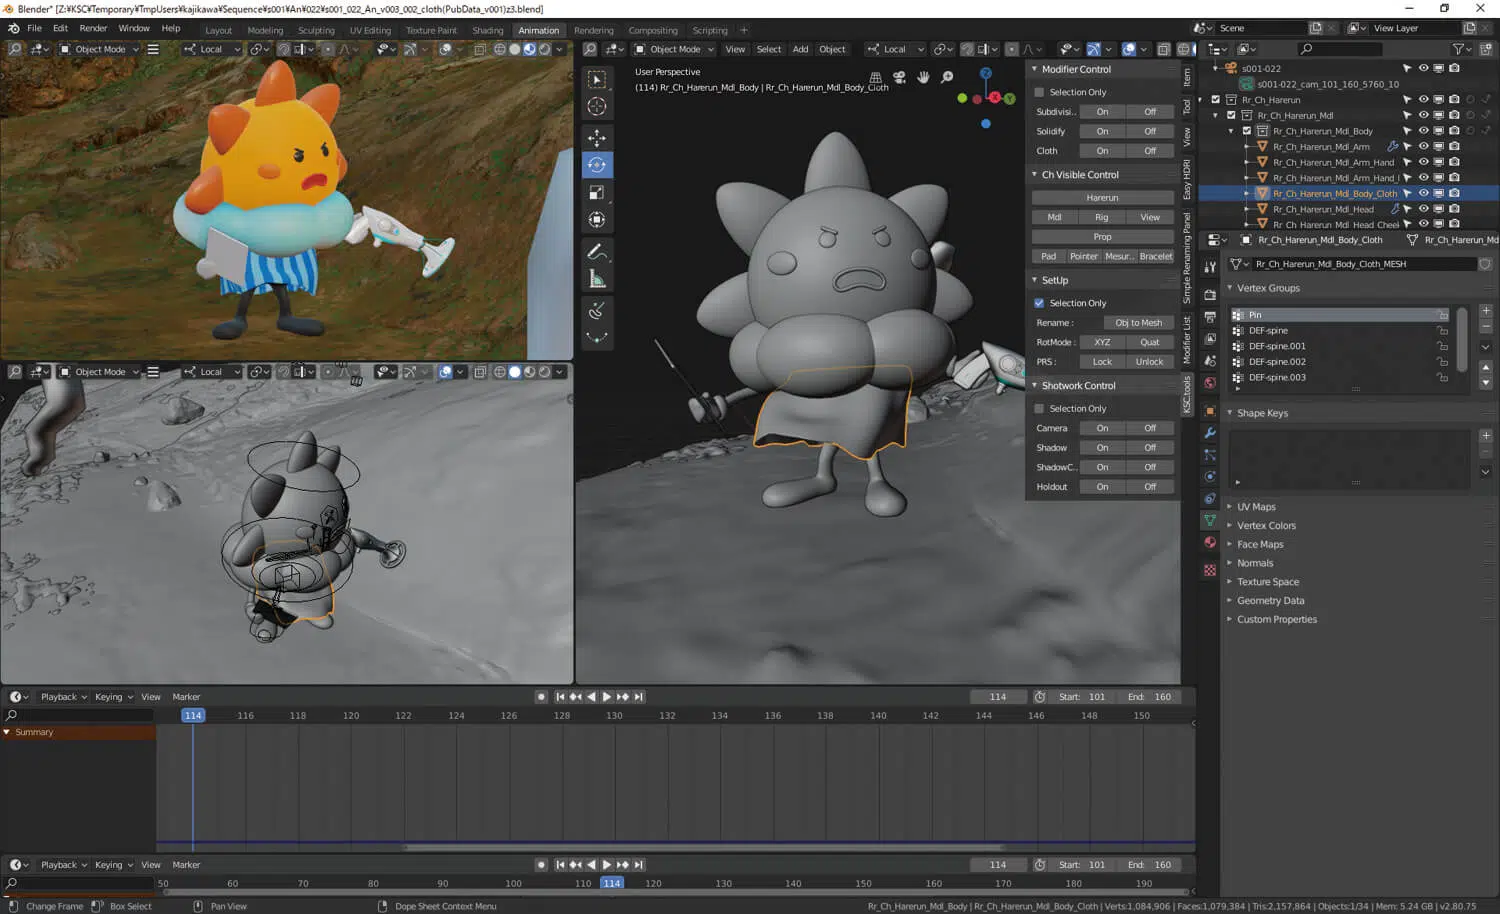 Blender* [Z:¥KSC¥Temporary¥TmpUsers¥kajikawa¥Sequence¥s001¥An¥022¥s001_022_An_v003_002_cloth(PubData_v001)z3.blend]
File Edit Render Window Help Layout Modeling Sculpting UV Editing Texture Paint Shading Animation Rendering Compositing Scripting +
Scene View Layer
Object Mode Local
Object Mode View Select Add Object Local
User Perspective
(114) Rr_Ch_Harerun_Mdl_Body | Rr_Ch_Harerun_Mdl_Body_Cloth
Modifier Control
Selection Only
Subdivisi.. On Off
Solidify On Off
Cloth On Off
Ch Visible Control
Harerun
Mdl Rig View
Prop
Pad Pointer Mesur.. Bracelet
SetUp
Selection Only
Rename : Obj to Mesh
RotMode : XYZ Quat
PRS : Lock Unlock
Shotwork Control
Selection Only
Camera On Off
Shadow On Off
ShadowC.. On Off
Holdout On Off
Item
Tool
View
Easy HDRI
Simple Renaming Panel
Modifier List
KSC tools
s001-022
s001-022_cam_101_160_5760_10
Rr_Ch_Harerun
Rr_Ch_Harerun_Mdl
Rr_Ch_Harerun_Mdl_Body
Rr_Ch_Harerun_Mdl_Arm
Rr_Ch_Harerun_Mdl_Arm_Hand
Rr_Ch_Harerun_Mdl_Arm_Hand_
Rr_Ch_Harerun_Mdl_Body_Cloth
Rr_Ch_Harerun_Mdl_Head
Rr_Ch_Harerun_Mdl_Head_Chee
Rr_Ch_Harerun_Mdl_Body_Cloth Rr_Ch_Harerun_Md
Rr_Ch_Harerun_Mdl_Body_Cloth_MESH
Vertex Groups
Pin
DEF-spine
DEF-spine.001
DEF-spine.002
DEF-spine.003
Shape Keys
UV Maps
Vertex Colors
Face Maps
Normals
Texture Space
Geometry Data
Custom Properties
Object Mode Local
Playback Keying View Marker 114 Start: 101 End: 160
114 116 118 120 122 124 126 128 130 132 134 136 138 140 142 144 146 148 150
Summary
Playback Keying View Marker 114 Start: 101 End: 160
50 60 70 80 90 100 110 114 120 130 140 150 160 170 180 190
Change Frame Box Select Pan View Dope Sheet Context Menu Rr_Ch_Harerun_Mdl_Body | Rr_Ch_Harerun_Mdl_Body_Cloth | Verts:1,084,906 | Faces:1,079,384 | Tris:2,157,864 | Objects:1/34 | Mem: 5.24 GB | v2.80.75